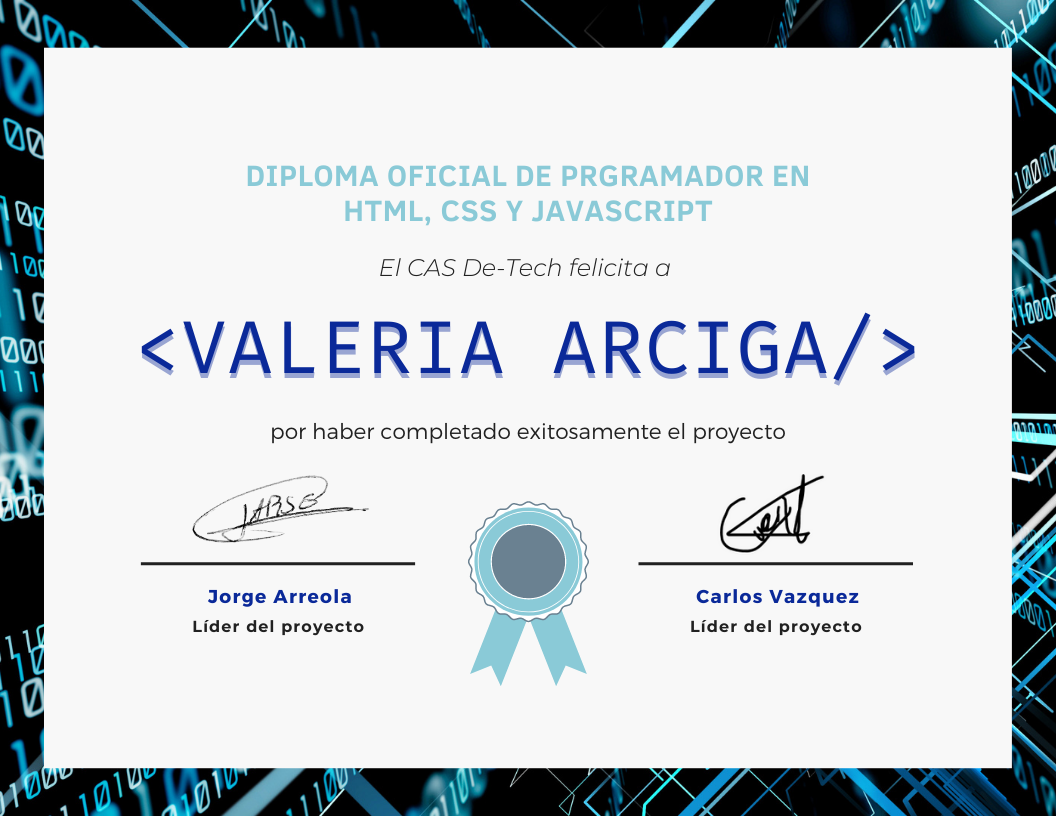 DIPLOMA OFICIAL DE PRGRAMADOR EN
HTML, CSS Y JAVASCRIPT
El CAS De-Tech felicita a
<VALERIA ARCIGA/>
por haber completado exitosamente el proyecto
Jorge Arreola
Carlos Vazquez
Líder del proyecto
Líder del proyecto